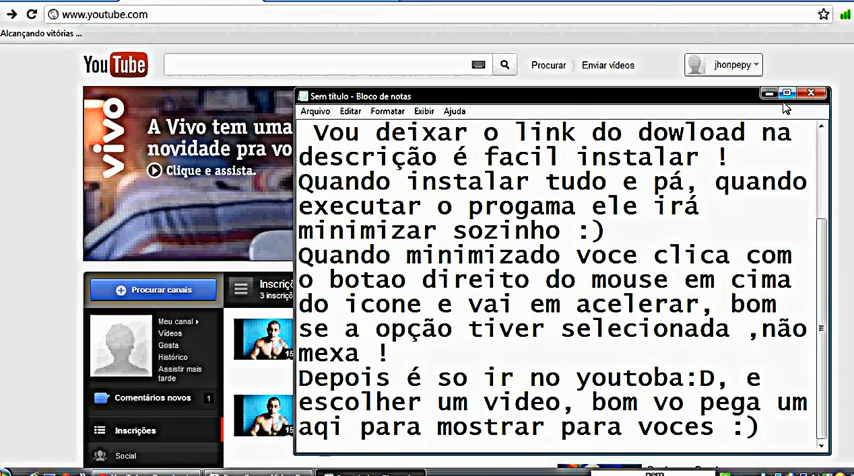 www.youtube.com
Alcançando vitórias ...
YouTube
Procurar
Enviar vídeos
jhonpepy
vivo
A Vivo tem uma
novidade pra vo
Clique e assista.
Sem título - Bloco de notas
Arquivo Editar Formatar Exibir Ajuda
Vou deixar o link do dowload na
descrição é facil instalar !
Quando instalar tudo e pá, quando
executar o progama ele irá
minimizar sozinho :)
Quando minimizado voce clica com
o botao direito do mouse em cima
do icone e vai em acelerar, bom
se a opção tiver selecionada ,não
mexa !
Depois é so ir no youtoba:D, e
escolher um video, bom vo pega um
aqi para mostrar para voces :)
Procurar canais
Inscriçõ
3 inscriçõ
Meu canal
Vídeos
Gosta
Histórico
Assistir mais
tarde
Comentários novos 1
Inscrições
Social
15